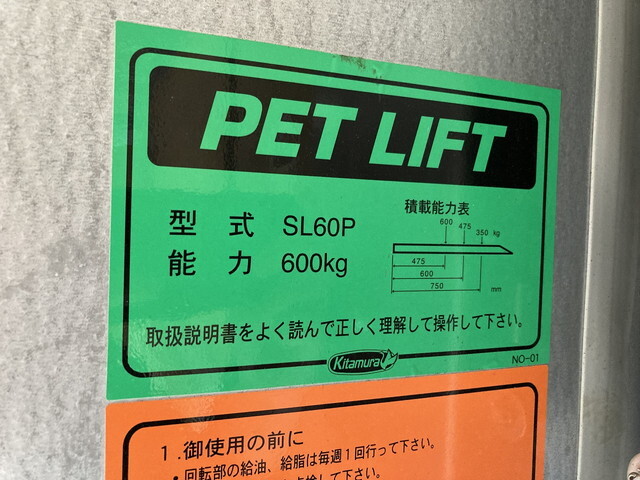 PET LIFT
型 式 SL60P
能 力 600kg
積載能力表
600 475 350 kg
475
600
750 mm
取扱説明書をよく読んで正しく理解して操作して下さい。
Kitamura
NO-01
1.御使用の前に
・回転部の給油、給脂は毎週1回行って下さい。